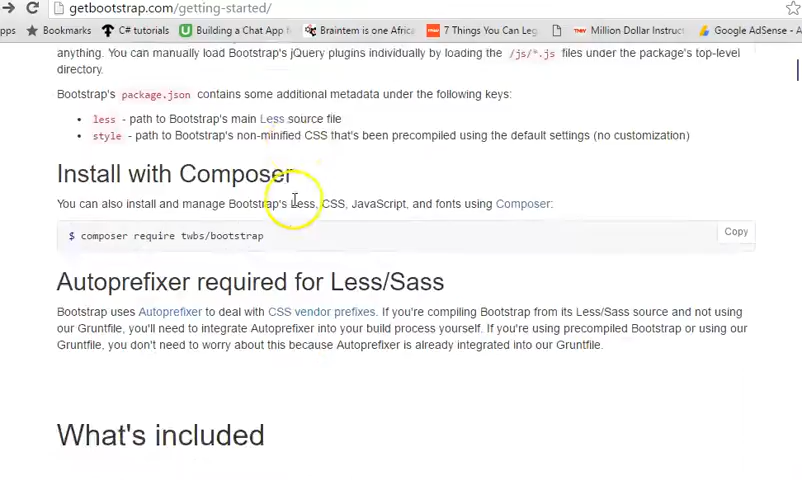 getbootstrap.com/getting-started/
pps Bookmarks C# tutorials Building a Chat App Braintem is one Afric 7 Things You Can Leg Million Dollar Instruct Google AdSense - A
anything. You can manually load Bootstrap's jQuery plugins individually by loading the /js/*.js files under the package's top-level
directory.
Bootstrap's package.json contains some additional metadata under the following keys:
less - path to Bootstrap's main Less source file
style - path to Bootstrap's non-minified CSS that's been precompiled using the default settings (no customization)
Install with Composer
You can also install and manage Bootstrap's Less, CSS, JavaScript, and fonts using Composer:
$ composer require twbs/bootstrap
Copy
Autoprefixer required for Less/Sass
Bootstrap uses Autoprefixer to deal with CSS vendor prefixes. If you're compiling Bootstrap from its Less/Sass source and not using
our Gruntfile, you'll need to integrate Autoprefixer into your build process yourself. If you're using precompiled Bootstrap or using our
Gruntfile, you don't need to worry about this because Autoprefixer is already integrated into our Gruntfile.
What's included